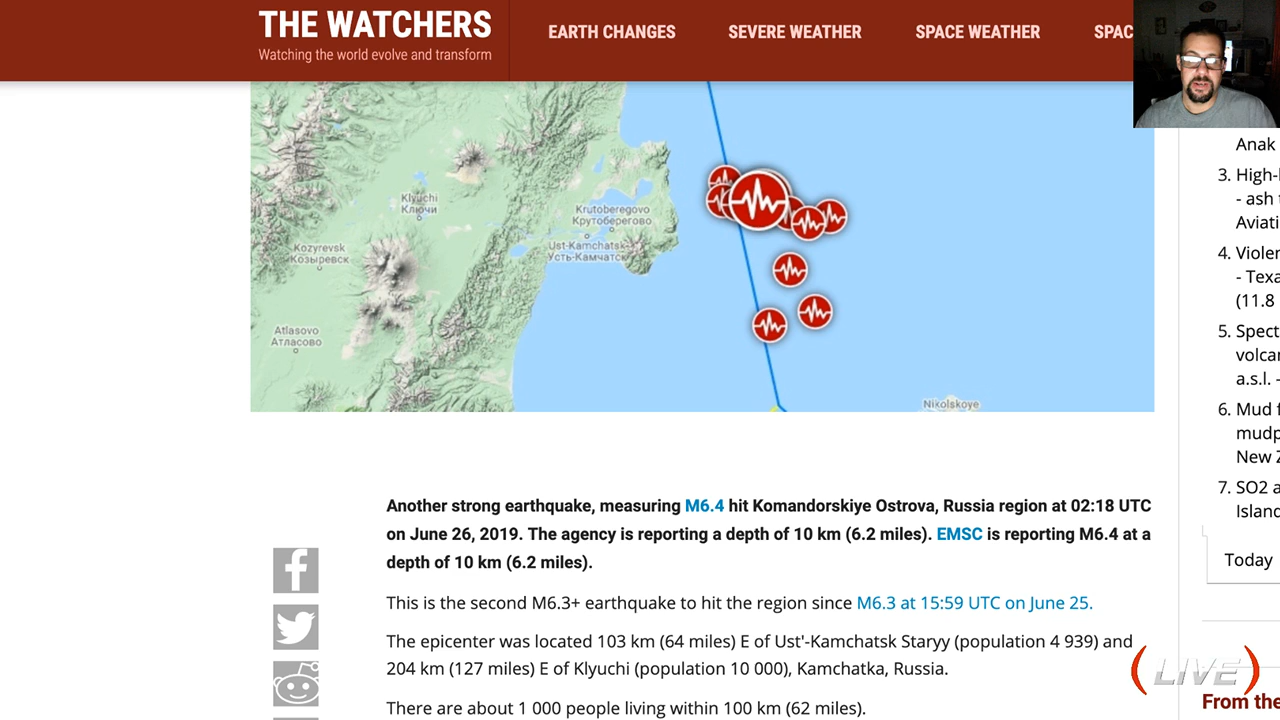 THE WATCHERS
Watching the world evolve and transform
EARTH CHANGES
SEVERE WEATHER
SPACE WEATHER
SPAC
Klyuchi
Ключи
Krutoberegovo
Крутоберегово
Kozyrevsk
Козыревск
Ust-Kamchatsk
Усть-Камчатск
Atlasovo
Атласово
Nikolskoye
Another strong earthquake, measuring M6.4 hit Komandorskiye Ostrova, Russia region at 02:18 UTC
on June 26, 2019. The agency is reporting a depth of 10 km (6.2 miles). EMSC is reporting M6.4 at a
depth of 10 km (6.2 miles).
This is the second M6.3+ earthquake to hit the region since M6.3 at 15:59 UTC on June 25.
The epicenter was located 103 km (64 miles) E of Ust'-Kamchatsk Staryy (population 4 939) and
204 km (127 miles) E of Klyuchi (population 10 000), Kamchatka, Russia.
There are about 1 000 people living within 100 km (62 miles).
Anak
3. High-
- ash
Aviati
4. Violen
- Texa
(11.8
5. Spect
volcan
a.s.l. -
6. Mud f
mudp
New Z
7. SO2 a
Island
Today
(LIVE)
From the